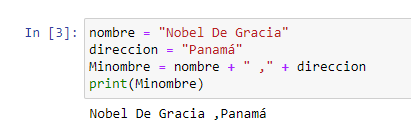 In [3]: nombre = "Nobel De Gracia"
direccion = "Panamá"
Minombre = nombre + " ," + direccion
print(Minombre)
Nobel De Gracia ,Panamá